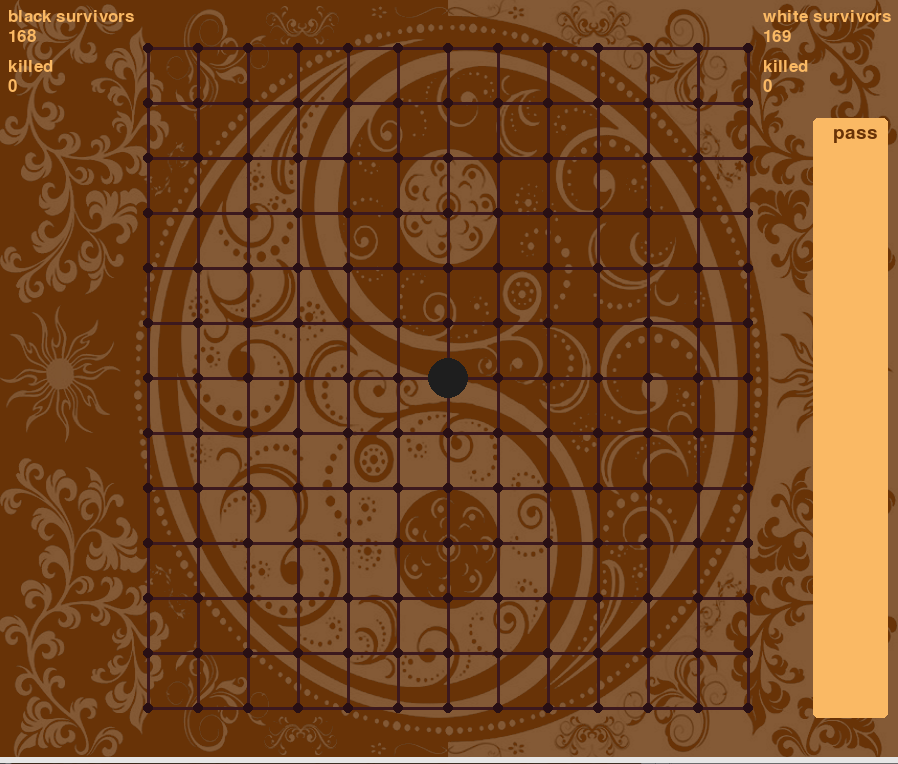 black survivors
168
killed
0
white survivors
169
killed
0
pass